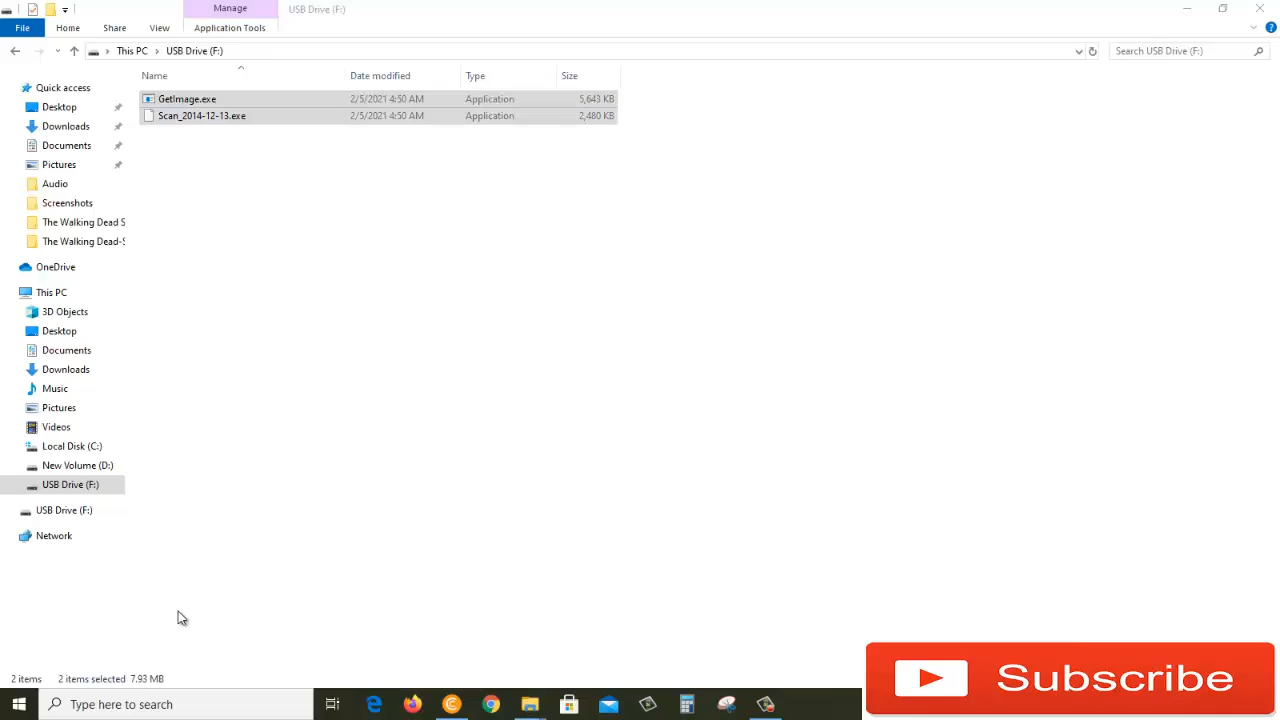 Manage
USB Drive (F:)
File
Home
Share
View
Application Tools
This PC
USB Drive (F:)
Search USB Drive (F:)
Name
Date modified
Type
Size
GetImage.exe
2/5/2021 4:50 AM
Application
5,643 KB
Scan_2014-12-13.exe
2/5/2021 4:50 AM
Application
2,480 KB
Quick access
Desktop
Downloads
Documents
Pictures
Audio
Screenshots
The Walking Dead S
The Walking Dead-S
OneDrive
This PC
3D Objects
Desktop
Documents
Downloads
Music
Pictures
Videos
Local Disk (C:)
New Volume (D:)
USB Drive (F:)
USB Drive (F:)
Network
2 items
2 items selected 7.93 MB
Type here to search
Subscribe